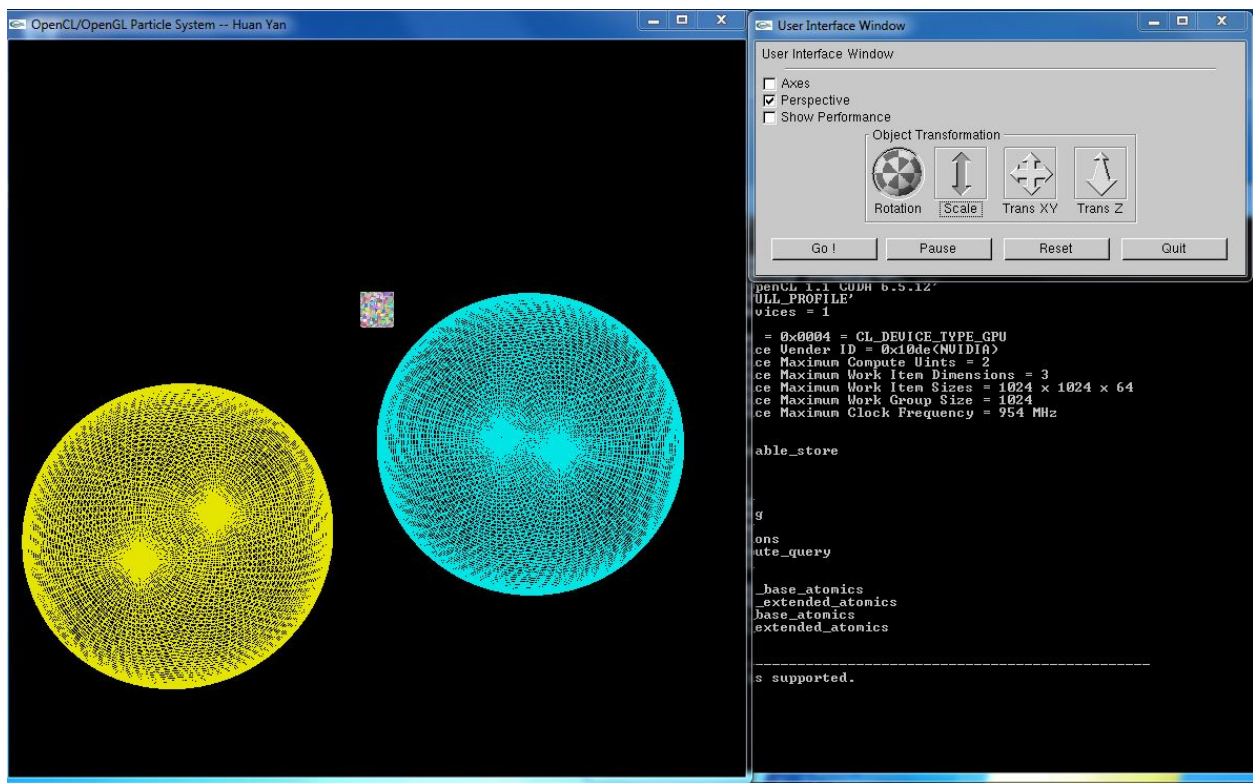 OpenCL/OpenGL Particle System -- Huan Yan
User Interface Window
User Interface Window
Axes
Perspective
Show Performance
Object Transformation
Rotation Scale Trans XY Trans Z
Go ! Pause Reset Quit
penCL 1.1 CUDA 6.5.12'
ULL_PROFILE'
vices = 1
= 0x0004 = CL_DEVICE_TYPE_GPU
ce Vender ID = 0x10de(NVIDIA)
ce Maximum Compute Uints = 2
ce Maximum Work Item Dimensions = 3
ce Maximum Work Item Sizes = 1024 x 1024 x 64
ce Maximum Work Group Size = 1024
ce Maximum Clock Frequency = 954 MHz
able_store
g
ons
ute_query
_base_atomics
_extended_atomics
base_atomics
extended_atomics
s supported.